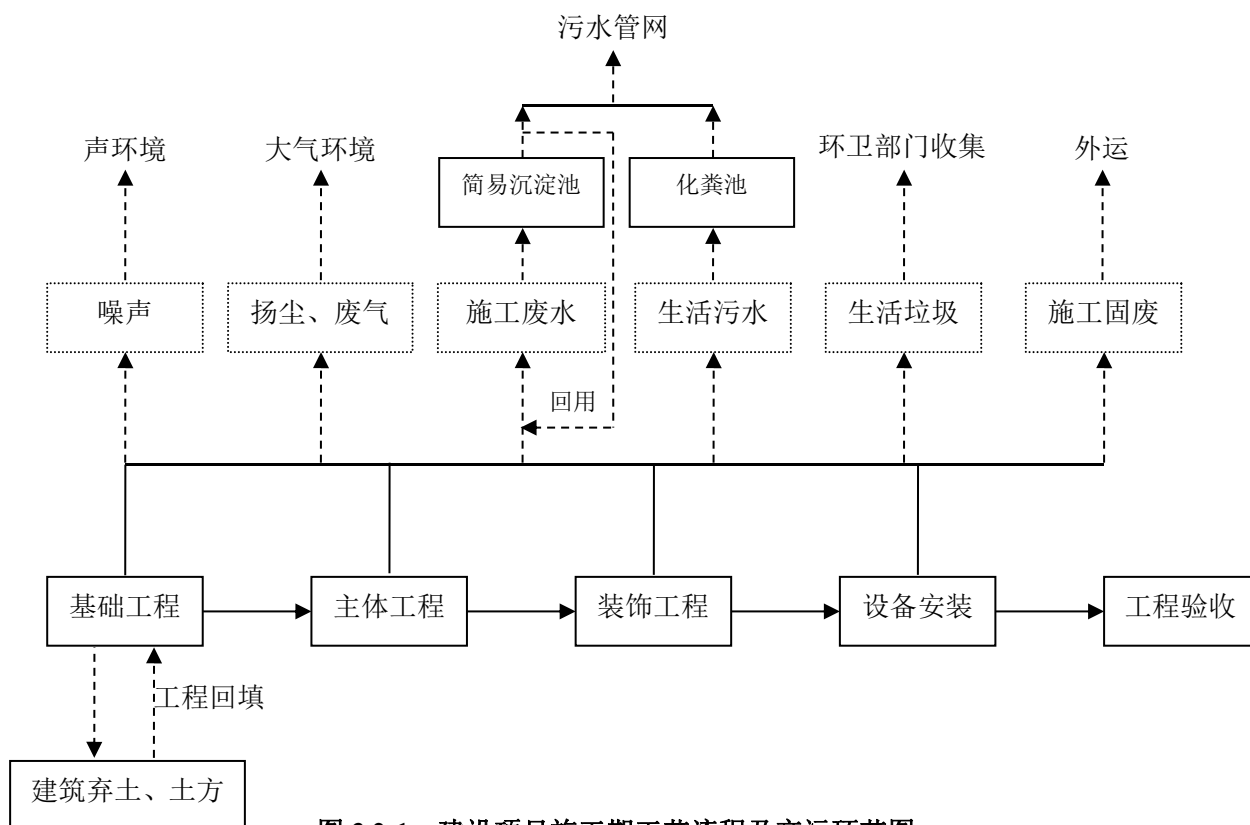 污水管网
声环境
大气环境
环卫部门收集
外运
简易沉淀池
化粪池
噪声
扬尘、废气
施工废水
生活污水
生活垃圾
施工固废
回用
基础工程
主体工程
装饰工程
设备安装
工程验收
工程回填
建筑弃土、土方